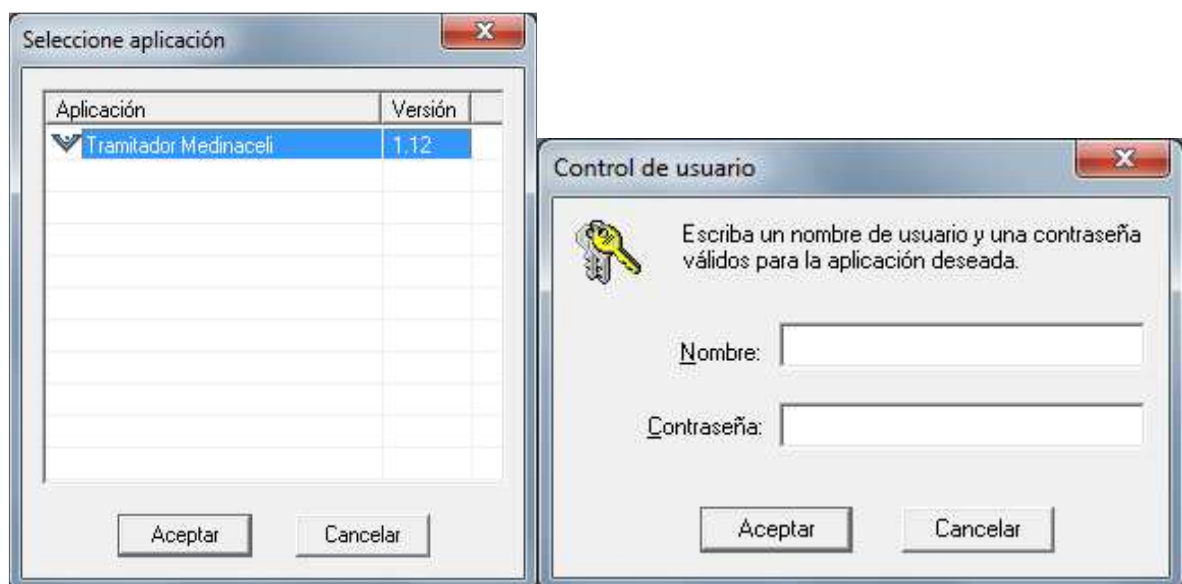 Seleccione aplicación
Aplicación Versión
Tramitador Medinaceli 1.12
Aceptar Cancelar
Control de usuario
Escriba un nombre de usuario y una contraseña
válidos para la aplicación deseada.
Nombre:
Contraseña:
Aceptar Cancelar